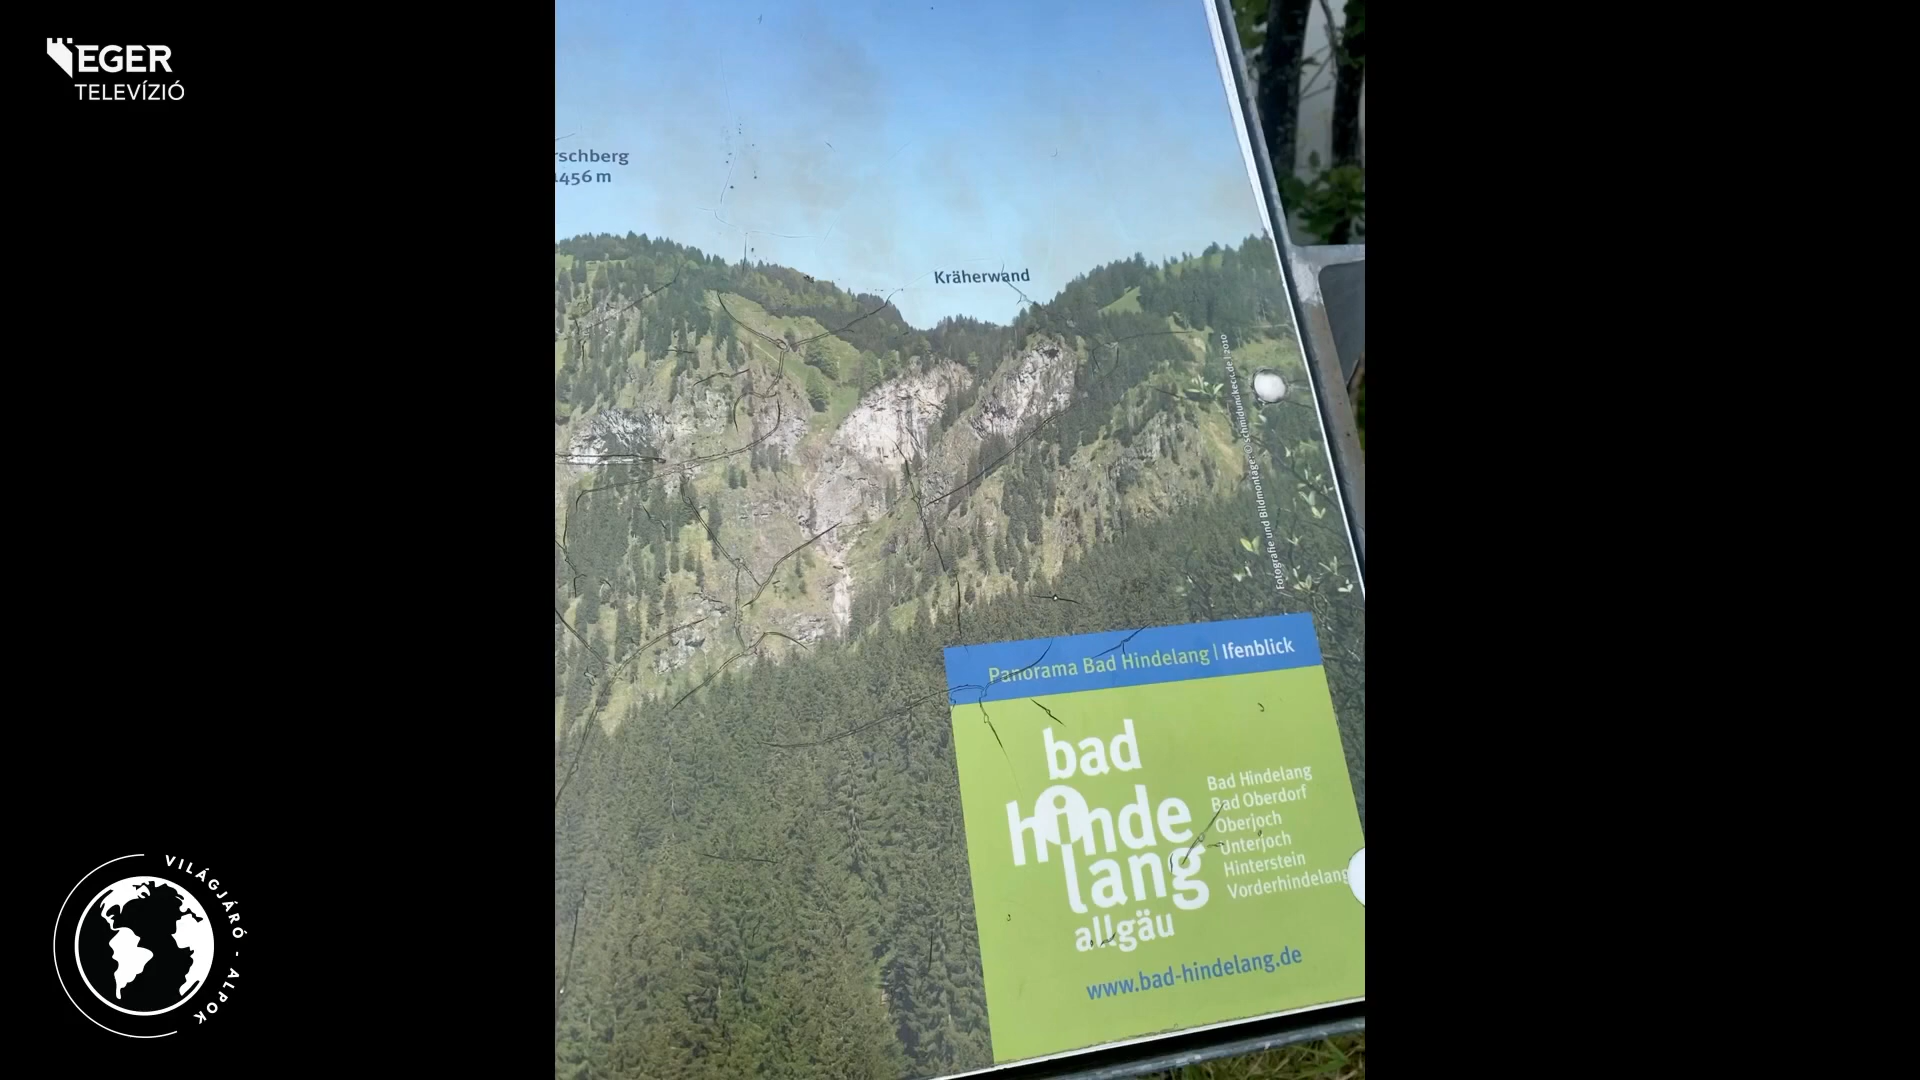 EGER
TELEVÍZIÓ
rschberg
1456 m
Kräherwand
Fotografie und Bildmontage: © schmidundkeck.de | 2010
Panorama Bad Hindelang | Ifenblick
bad
hinde
lang
allgäu
Bad Hindelang
Bad Oberdorf
Oberjoch
Unterjoch
Hinterstein
Vorderhindelang
www.bad-hindelang.de
VILÁGJÁRÓ - ALPOK